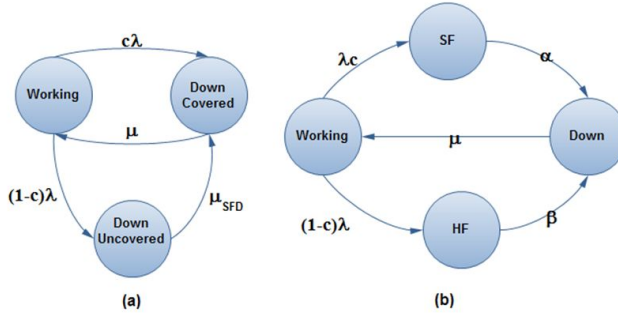 cλ
Working
Down
Covered
μ
(1-c)λ
μSFD
Down
Uncovered
(a)
SF
λc
α
Working
Down
μ
(1-c)λ
HF
β
(b)